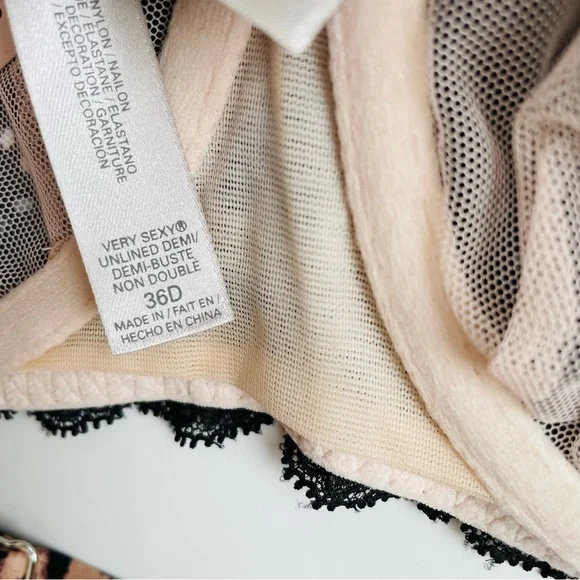 NYLON / NAILON
ELASTANE / ELASTANO
DECORATION / GARNITURE
/ EXCEPTO DECORACION
VERY SEXY®
UNLINED DEMI/
DEMI-BUSTE
NON DOUBLE
36D
MADE IN / FAIT EN /
HECHO EN CHINA